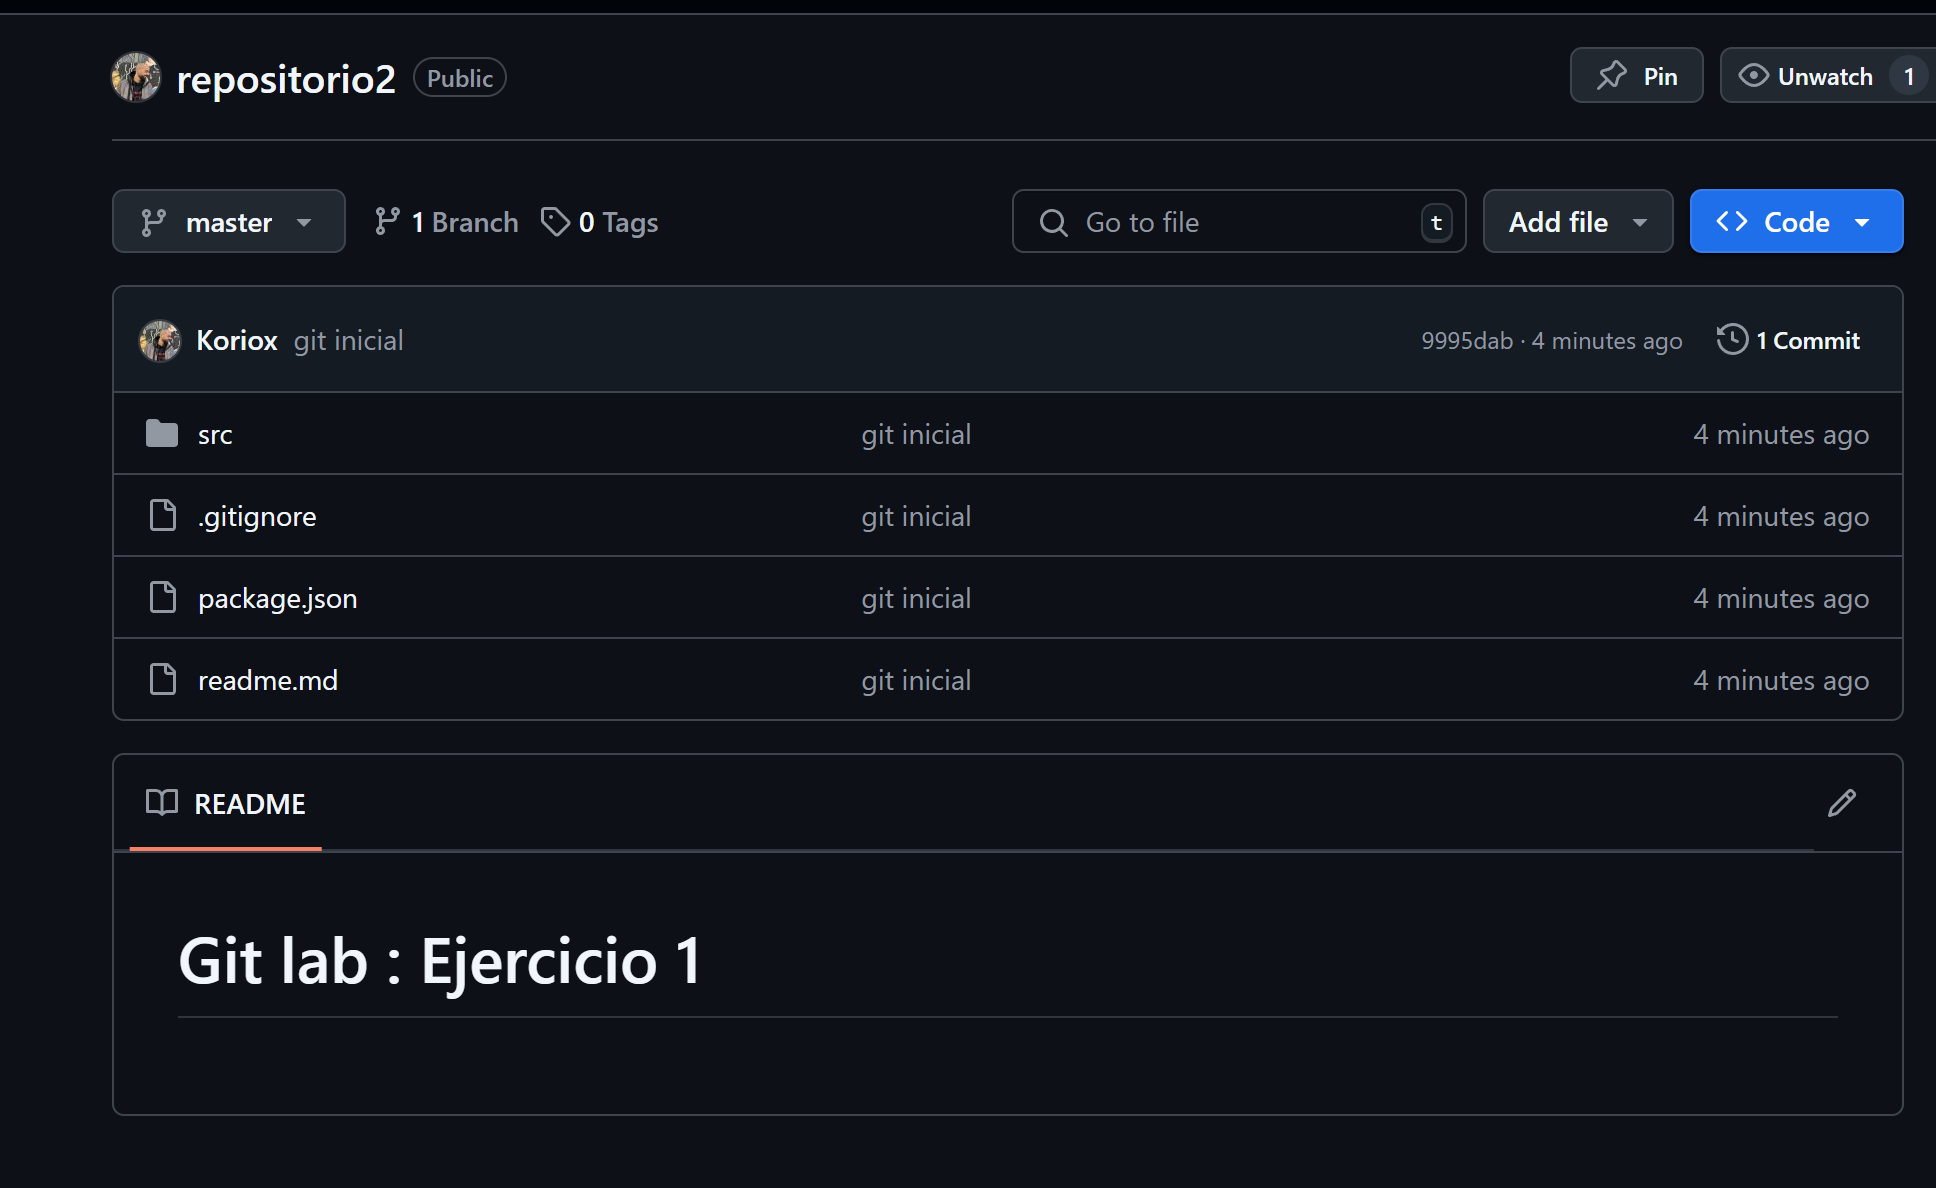 repositorio2 Public Pin Unwatch 1
master 1 Branch 0 Tags Go to file t Add file Code
Koriox git inicial 9995dab · 4 minutes ago 1 Commit
src git inicial 4 minutes ago
.gitignore git inicial 4 minutes ago
package.json git inicial 4 minutes ago
readme.md git inicial 4 minutes ago
README
Git lab : Ejercicio 1